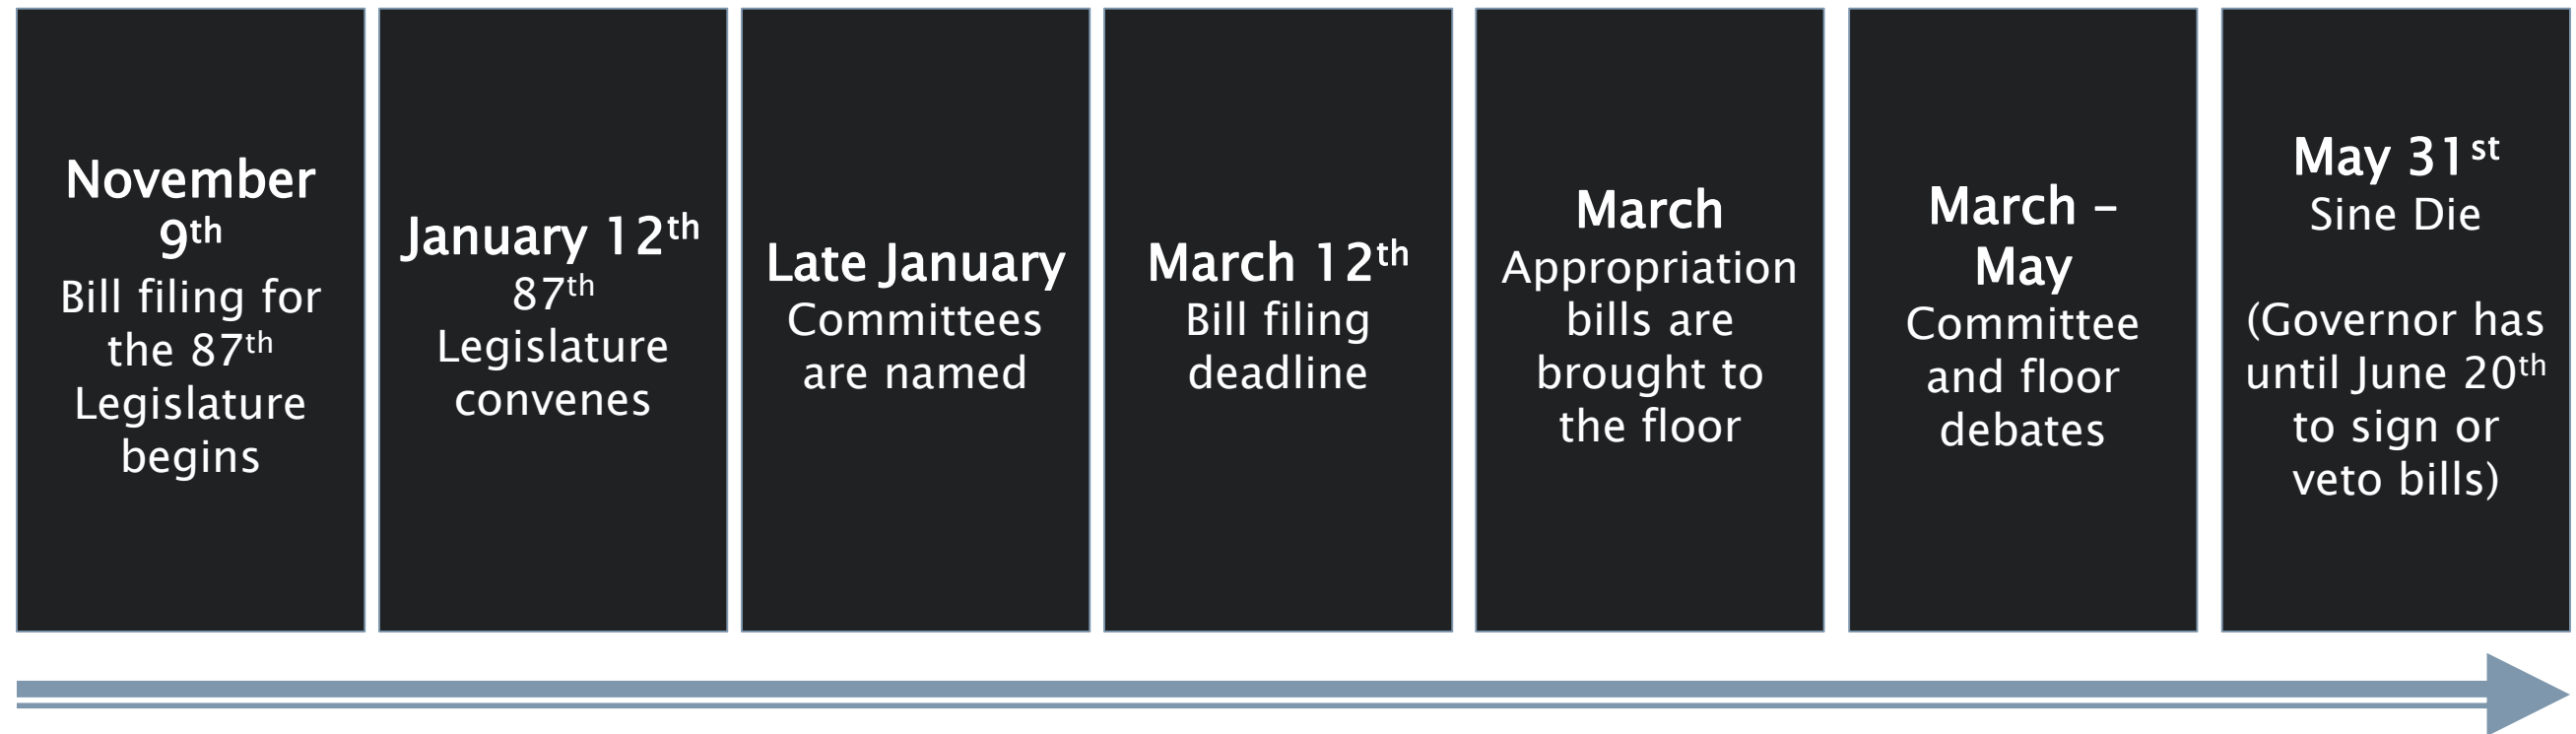 November
9th
Bill filing for
the 87th
Legislature
begins
January 12th
87th
Legislature
convenes
Late January
Committees
are named
March 12th
Bill filing
deadline
March
Appropriation
bills are
brought to
the floor
March –
May
Committee
and floor
debates
May 31st
Sine Die
(Governor has
until June 20th
to sign or
veto bills)